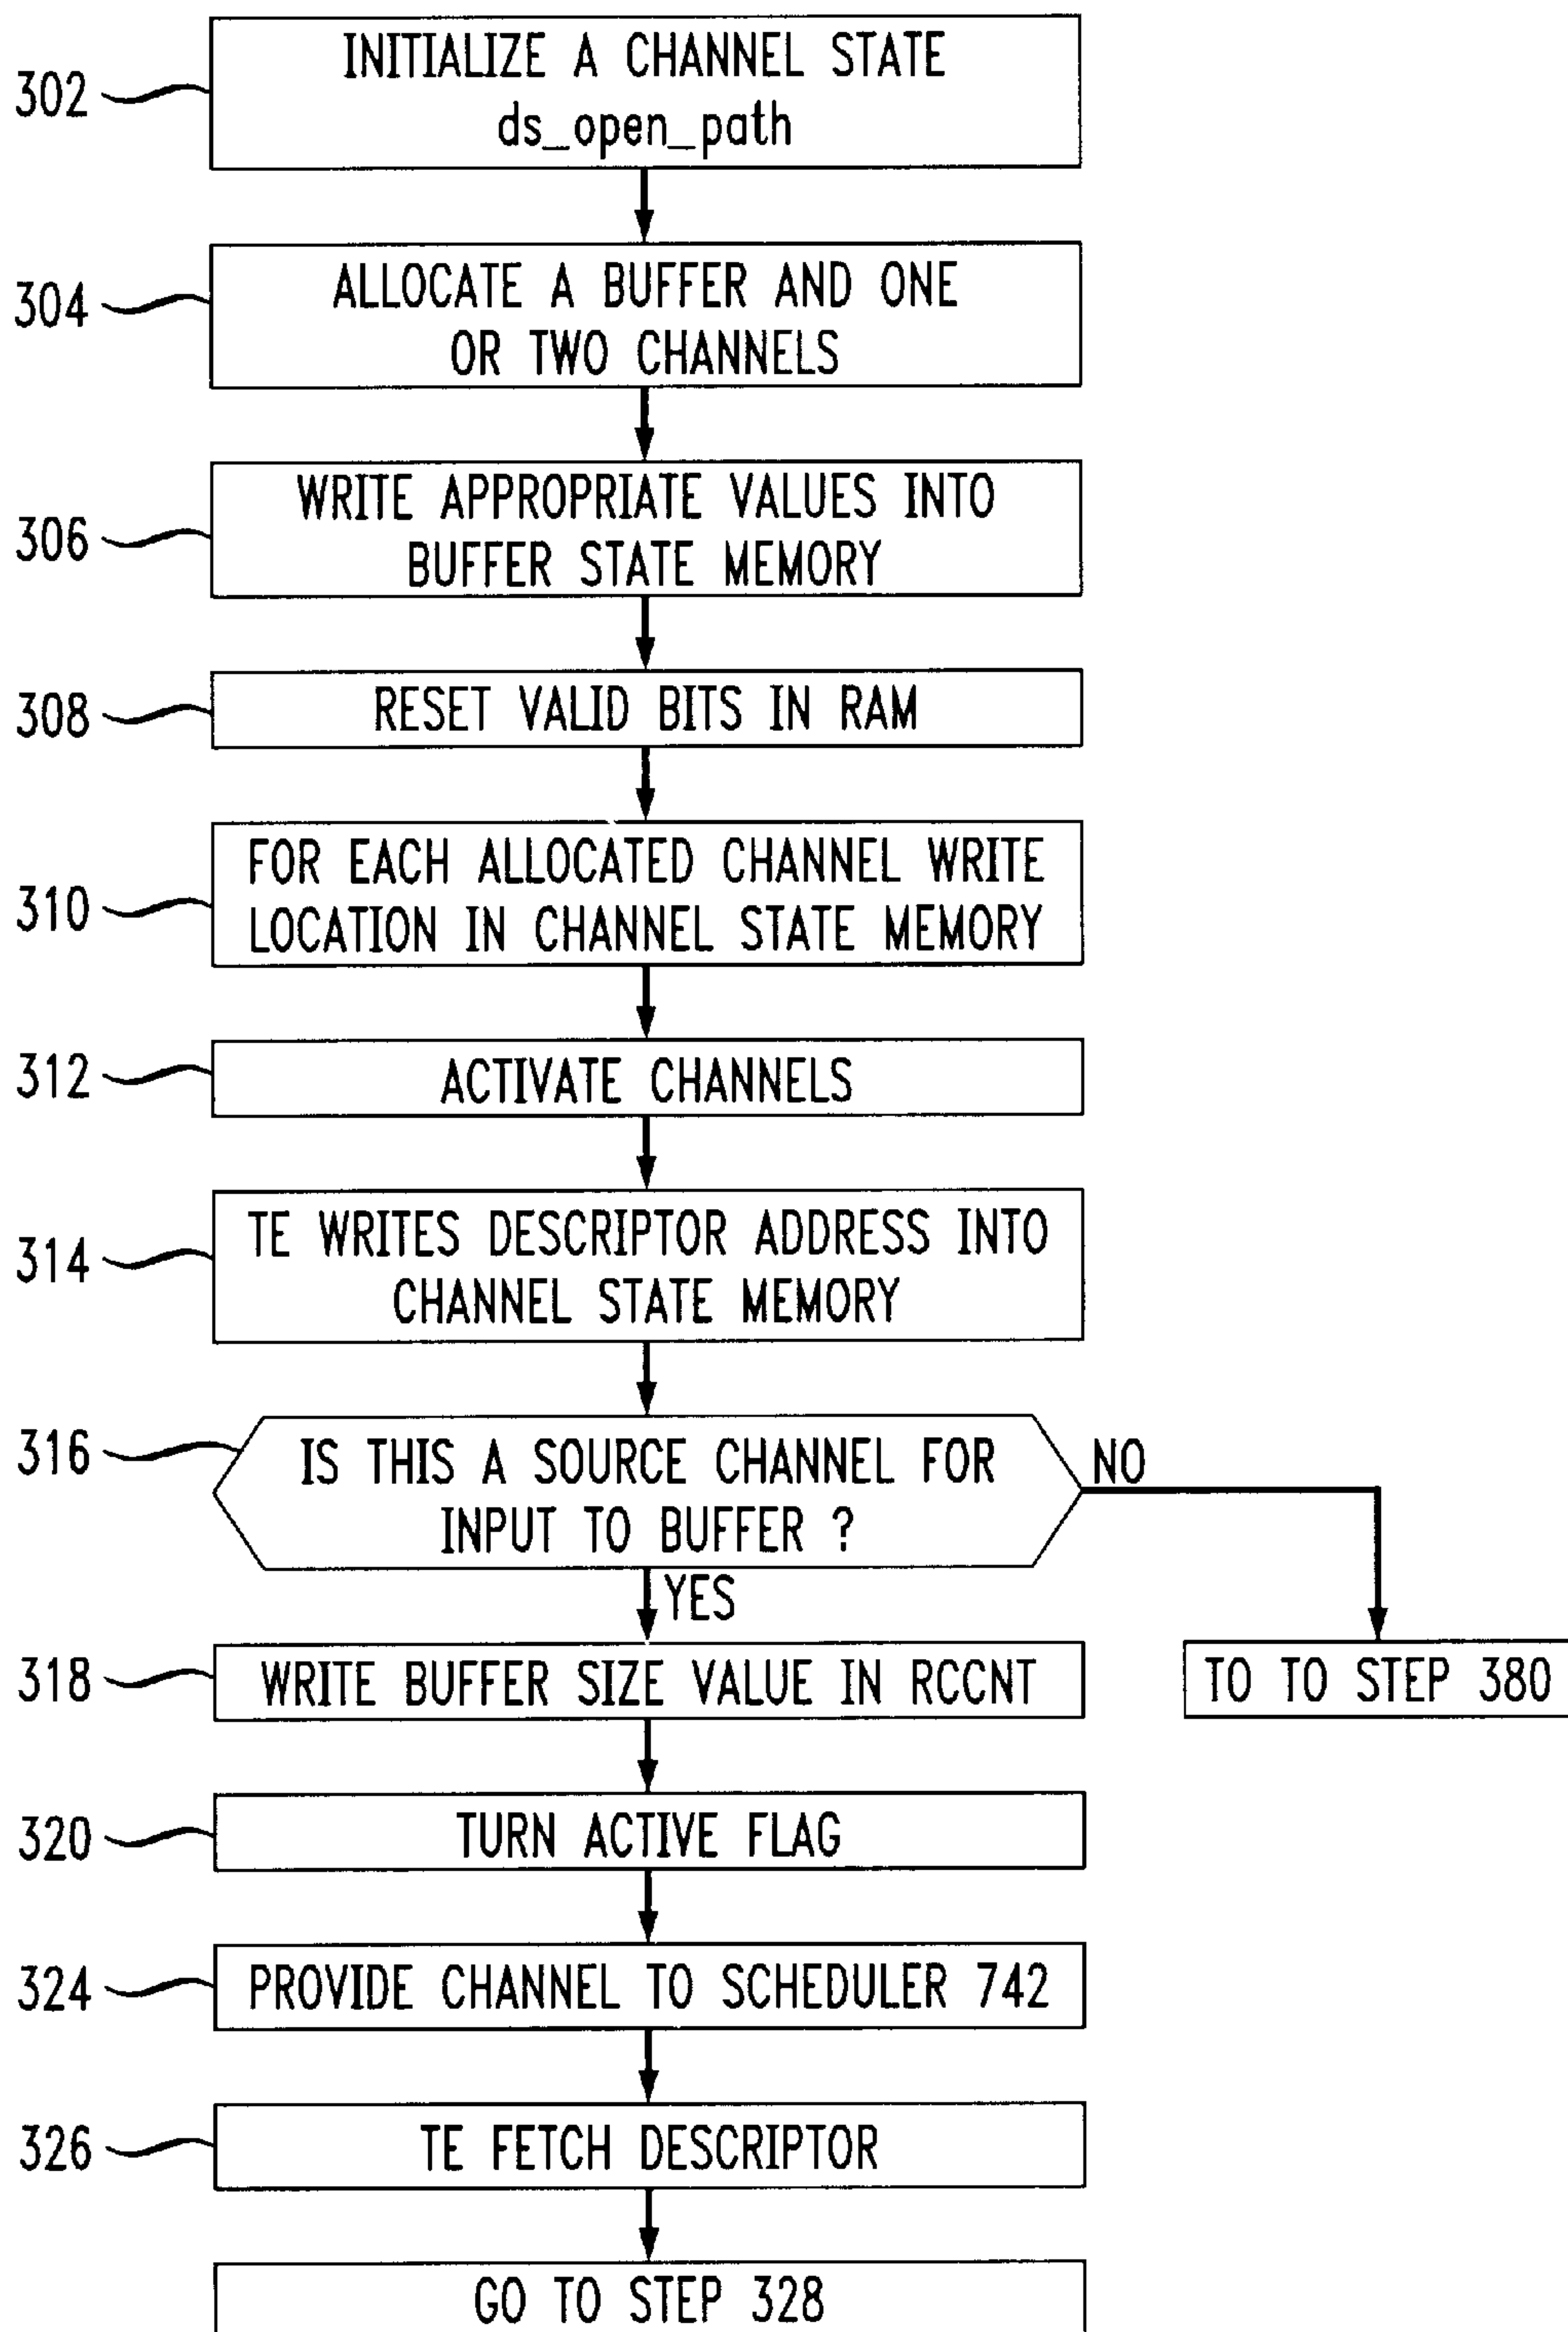 302
INITIALIZE A CHANNEL STATE
ds_open_path
304
ALLOCATE A BUFFER AND ONE
OR TWO CHANNELS
306
WRITE APPROPRIATE VALUES INTO
BUFFER STATE MEMORY
308
RESET VALID BITS IN RAM
310
FOR EACH ALLOCATED CHANNEL WRITE
LOCATION IN CHANNEL STATE MEMORY
312
ACTIVATE CHANNELS
314
TE WRITES DESCRIPTOR ADDRESS INTO
CHANNEL STATE MEMORY
316
IS THIS A SOURCE CHANNEL FOR
INPUT TO BUFFER ?
NO
YES
318
WRITE BUFFER SIZE VALUE IN RCCNT
TO TO STEP 380
320
TURN ACTIVE FLAG
324
PROVIDE CHANNEL TO SCHEDULER 742
326
TE FETCH DESCRIPTOR
GO TO STEP 328